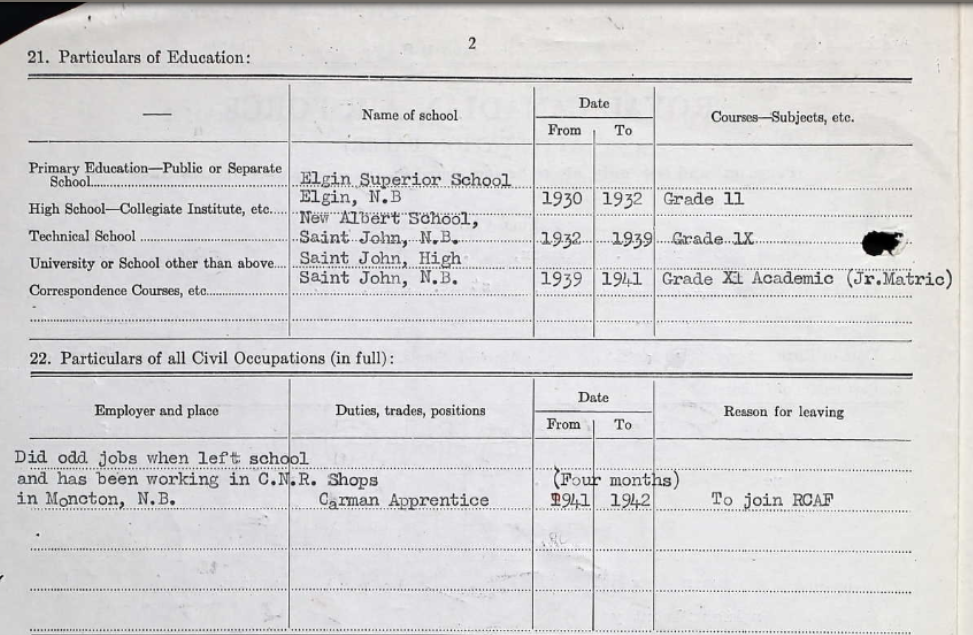 2
21. Particulars of Education:
—
Name of school
Date
From
To
Courses—Subjects, etc.
Primary Education—Public or Separate
School
Elgin Superior School
Elgin, N.B 1930 1932 Grade 11
High School—Collegiate Institute, etc.
New Albert School,
Technical School
Saint John, N.B. 1932 1939 Grade 1X
University or School other than above
Saint John, High
Saint John, N.B. 1939 1941 Grade Xi Academic (Jr.Matric)
Correspondence Courses, etc.
22. Particulars of all Civil Occupations (in full):
Employer and place
Duties, trades, positions
Date
From
To
Reason for leaving
Did odd jobs when left school
and has been working in C.N.R. Shops (Four months)
in Moncton, N.B. Carman Apprentice 1941 1942 To join RCAF